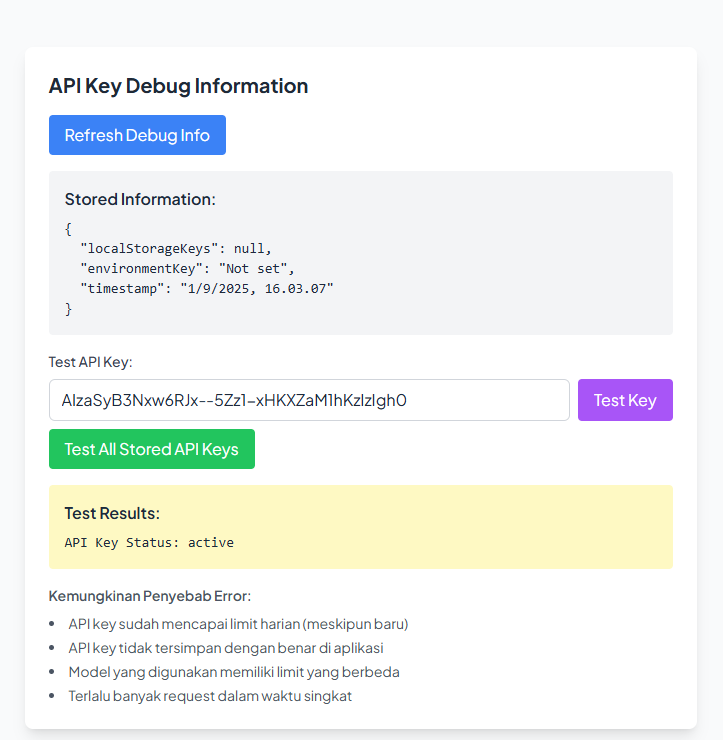 API Key Debug Information
Refresh Debug Info
Stored Information:
{
"localStorageKeys": null,
"environmentKey": "Not set",
"timestamp": "1/9/2025, 16.03.07"
}
Test API Key:
AIzaSyB3Nxw6RJx--5Zz1-xHKXZaM1hKzIzIgh0
Test Key
Test All Stored API Keys
Test Results:
API Key Status: active
Kemungkinan Penyebab Error:
• API key sudah mencapai limit harian (meskipun baru)
• API key tidak tersimpan dengan benar di aplikasi
• Model yang digunakan memiliki limit yang berbeda
• Terlalu banyak request dalam waktu singkat